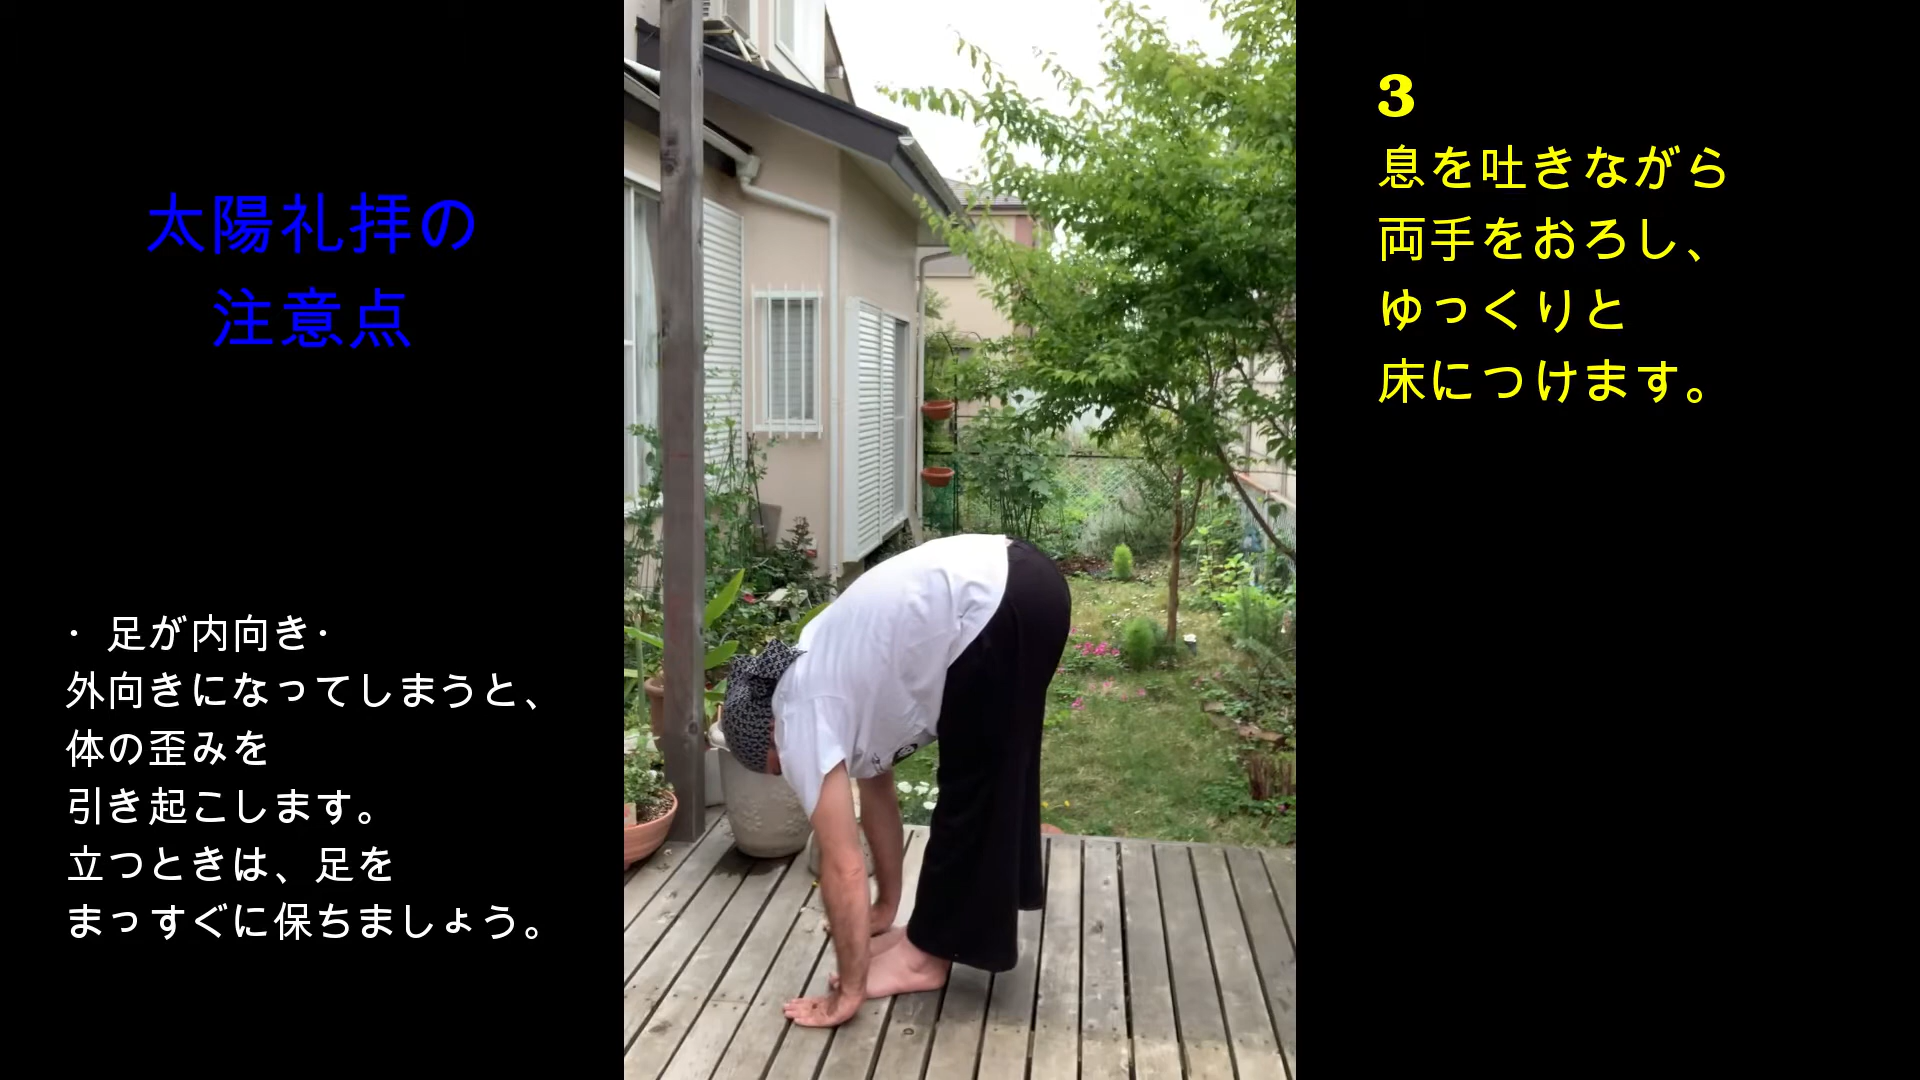 太陽礼拝の
注意点
・足が内向き・
外向きになってしまうと、
体の歪みを
引き起こします。
立つときは、足を
まっすぐに保ちましょう。
3
息を吐きながら
両手をおろし、
ゆっくりと
床につけます。